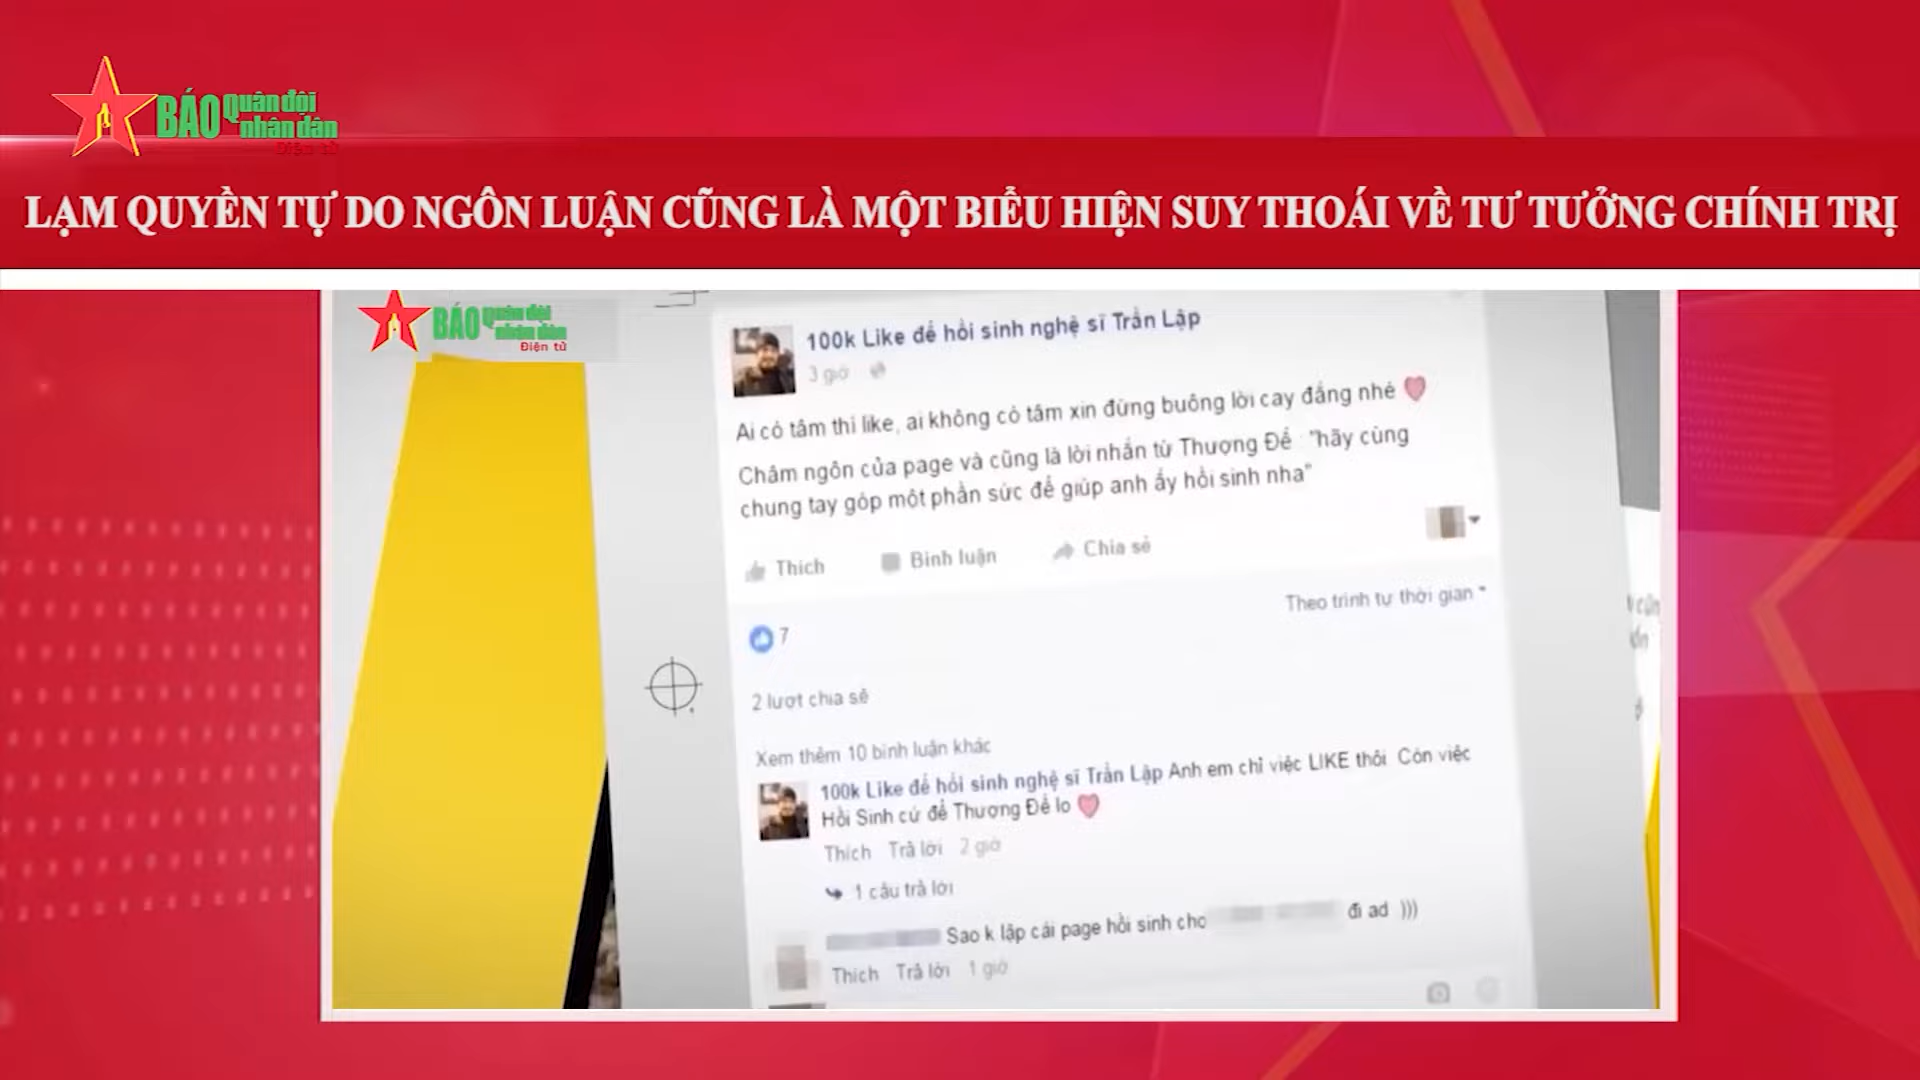 BÁO Quân đội
nhân dân
Điện tử
LẠM QUYỀN TỰ DO NGÔN LUẬN CŨNG LÀ MỘT BIỂU HIỆN SUY THOÁI VỀ TƯ TƯỞNG CHÍNH TRỊ
BÁO Quân đội
nhân dân
Điện tử
100k Like để hồi sinh nghệ sĩ Trần Lập
3 giờ
Ai có tâm thì like, ai không có tâm xin đừng buông lời cay đắng nhé
Châm ngôn của page và cũng là lời nhắn từ Thượng Đế : "hãy cùng
chung tay góp một phần sức để giúp anh ấy hồi sinh nha"
Thích Bình luận Chia sẻ
Theo trình tự thời gian
7
2 lượt chia sẻ
Xem thêm 10 bình luận khác
100k Like để hồi sinh nghệ sĩ Trần Lập Anh em chỉ việc LIKE thôi Còn việc
Hồi Sinh cứ để Thượng Đế lo
Thích Trả lời 2 giờ
1 câu trả lời
Sao k lập cái page hồi sinh cho đi ad )))
Thích Trả lời 1 giờ